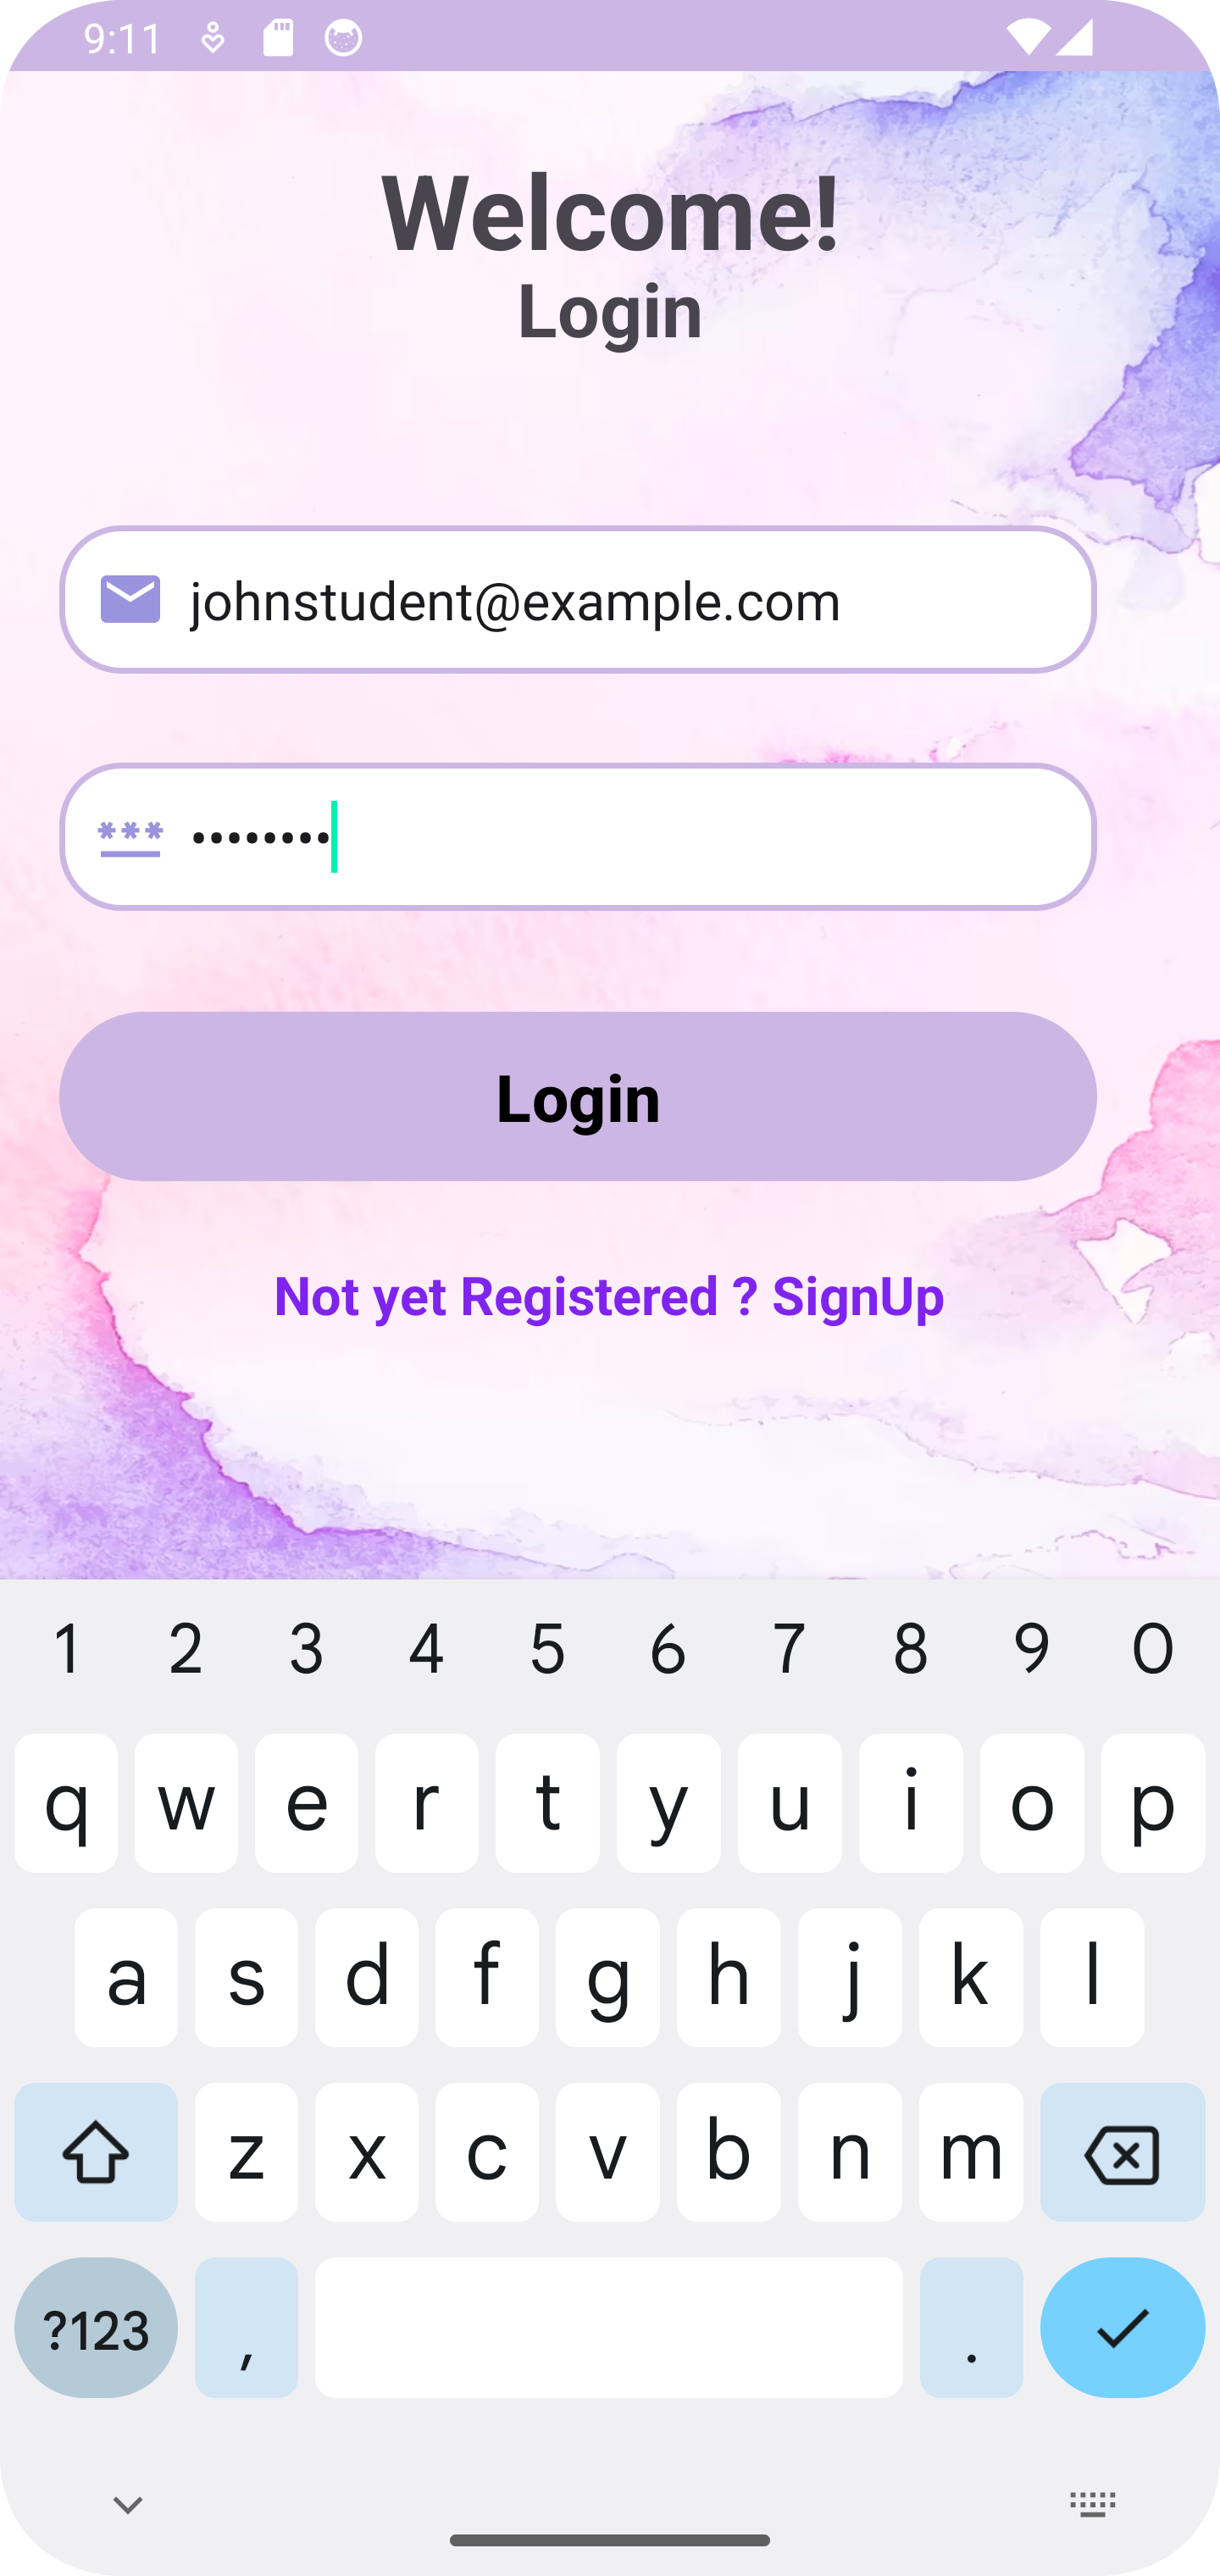 9:11
Welcome!
Login
johnstudent@example.com
***
••••••••
Login
Not yet Registered ? SignUp
1 2 3 4 5 6 7 8 9 0
q w e r t y u i o p
a s d f g h j k l
z x c v b n m
?123 , .